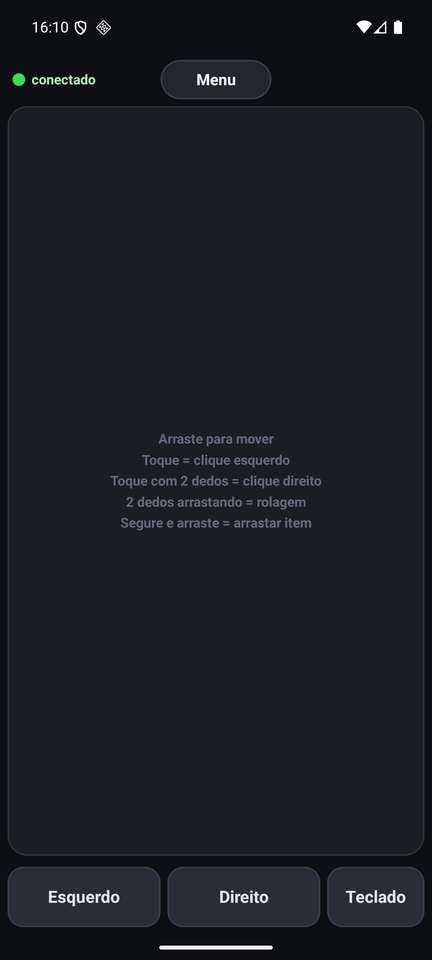 16:10
conectado
Menu
Arraste para mover
Toque = clique esquerdo
Toque com 2 dedos = clique direito
2 dedos arrastando = rolagem
Segure e arraste = arrastar item
Esquerdo
Direito
Teclado